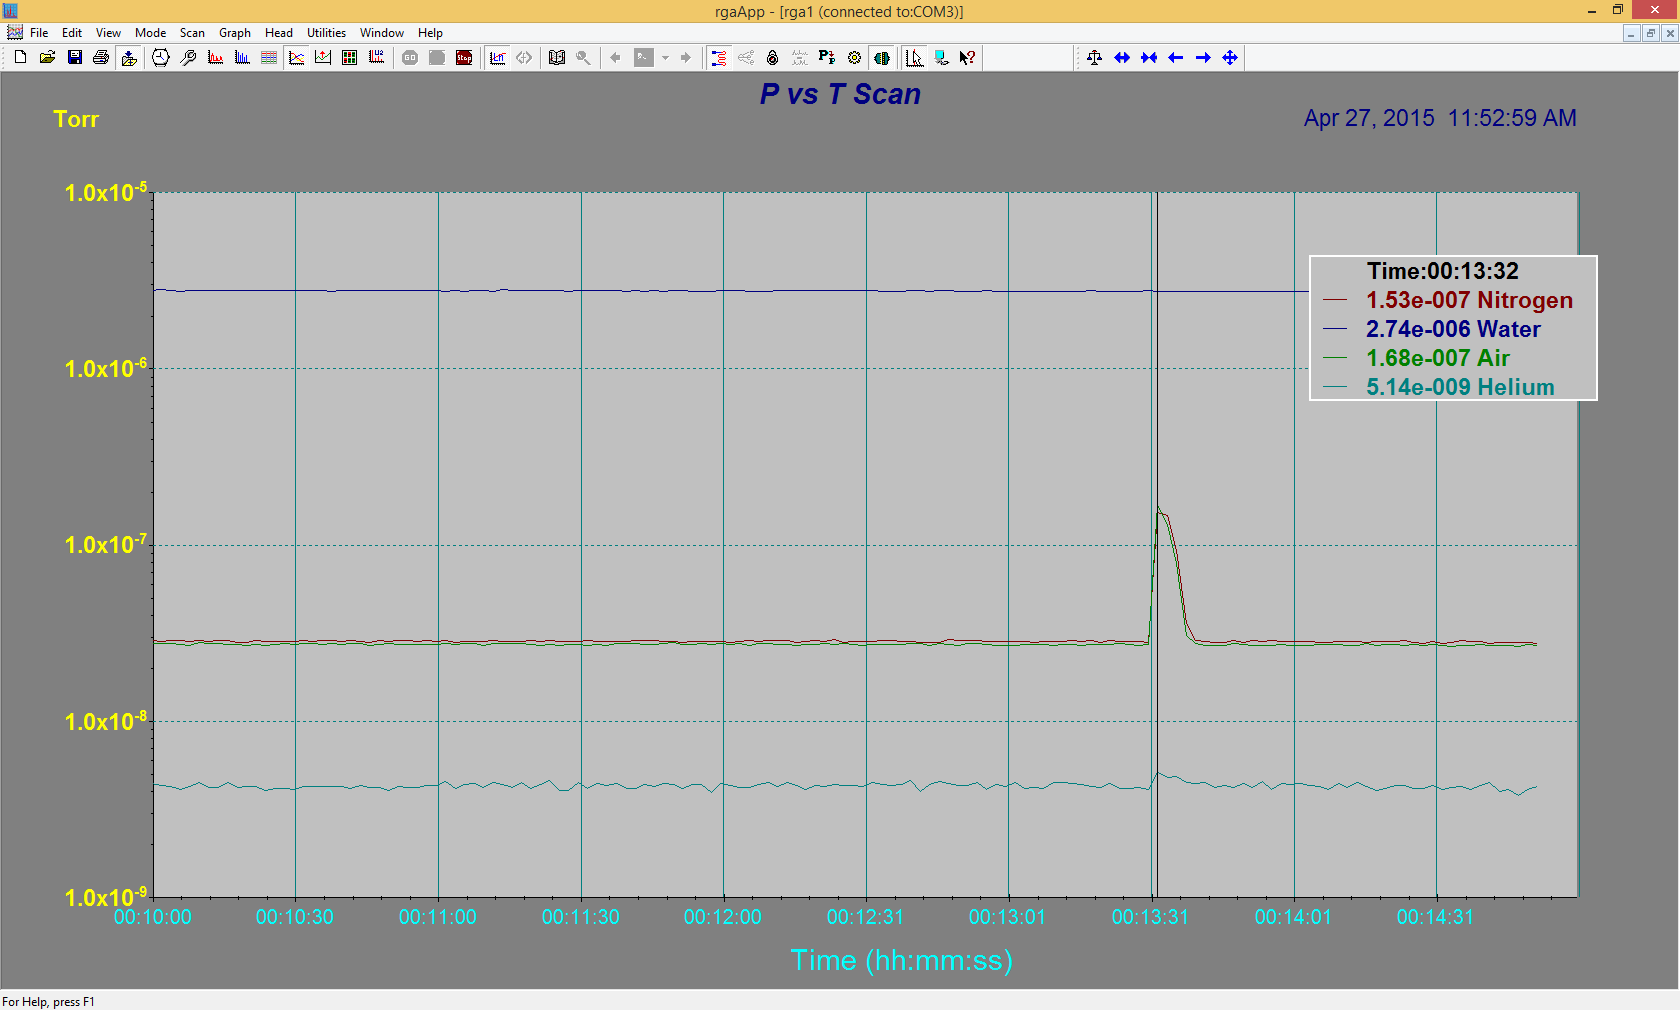 rgaApp - [rga1 (connected to:COM3)]
File Edit View Mode Scan Graph Head Utilities Window Help
GO Stop
P vs T Scan
Torr
Apr 27, 2015 11:52:59 AM
1.0x10-5
1.0x10-6
1.0x10-7
1.0x10-8
1.0x10-9
Time:00:13:32
1.53e-007 Nitrogen
2.74e-006 Water
1.68e-007 Air
5.14e-009 Helium
00:10:00 00:10:30 00:11:00 00:11:30 00:12:00 00:12:31 00:13:01 00:13:31 00:14:01 00:14:31
Time (hh:mm:ss)
For Help, press F1